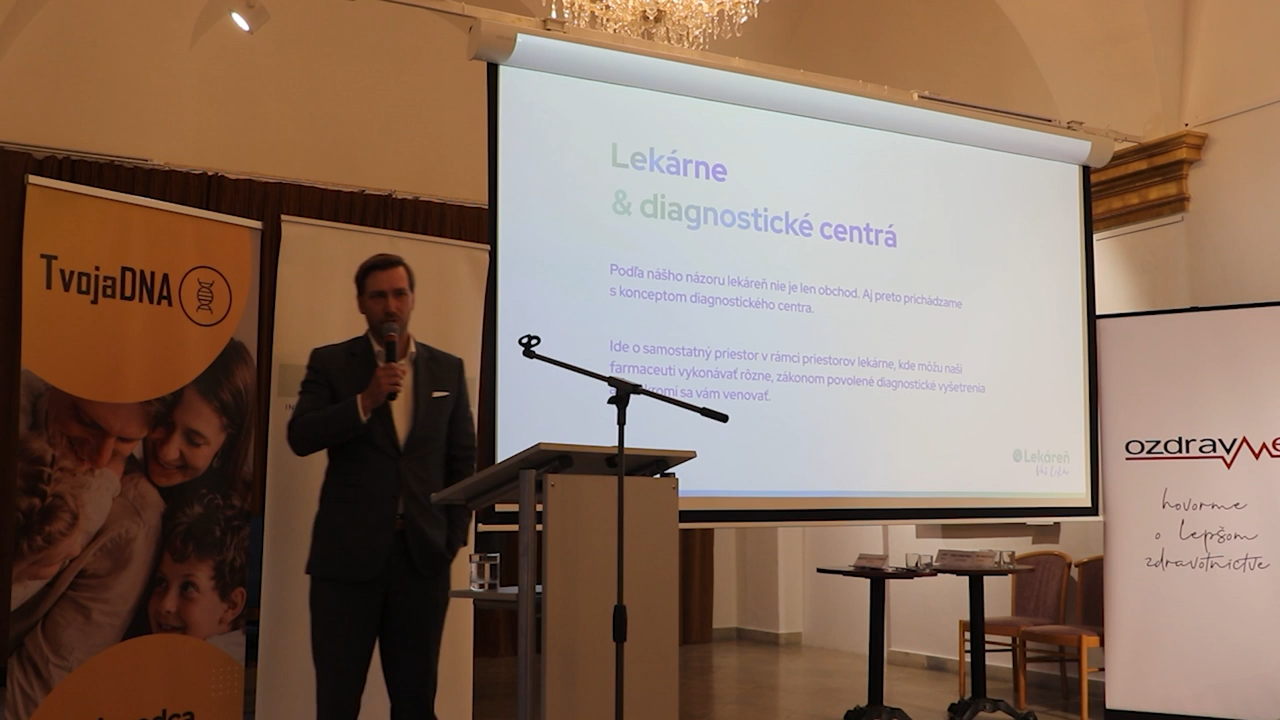 TvojaDNA
Lekárne
& diagnostické centrá
Podľa nášho názoru lekáreň nie je len obchod. Aj preto prichádzame
s konceptom diagnostického centra.
Ide o samostatný priestor v rámci priestorov lekárne, kde môžu naši
farmaceuti vykonávať rôzne, zákonom povolené diagnostické vyšetrenia
sa vám venovať.
Lekáreň
ozdravme
hovorme
o lepšom
zdravotníctve